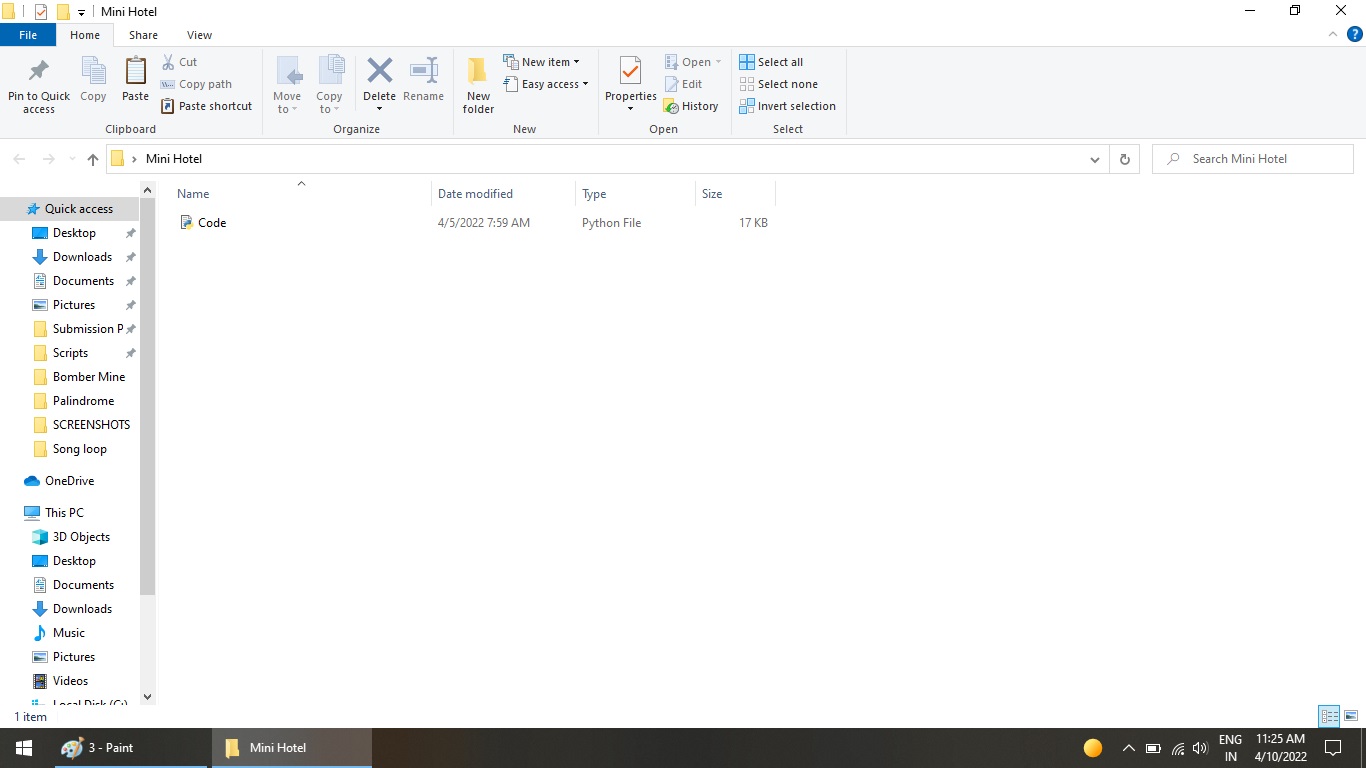 Mini Hotel
File Home Share View
Pin to Quick access
Copy
Paste
Cut
Copy path
Paste shortcut
Clipboard
Move to
Copy to
Delete
Rename
Organize
New folder
New item
Easy access
New
Properties
Open
Edit
History
Open
Select all
Select none
Invert selection
Select
Mini Hotel
Search Mini Hotel
Name Date modified Type Size
Code 4/5/2022 7:59 AM Python File 17 KB
Quick access
Desktop
Downloads
Documents
Pictures
Submission P
Scripts
Bomber Mine
Palindrome
SCREENSHOTS
Song loop
OneDrive
This PC
3D Objects
Desktop
Documents
Downloads
Music
Pictures
Videos
Local Disk (C:)
1 item
3 - Paint
Mini Hotel
ENG
IN
11:25 AM
4/10/2022